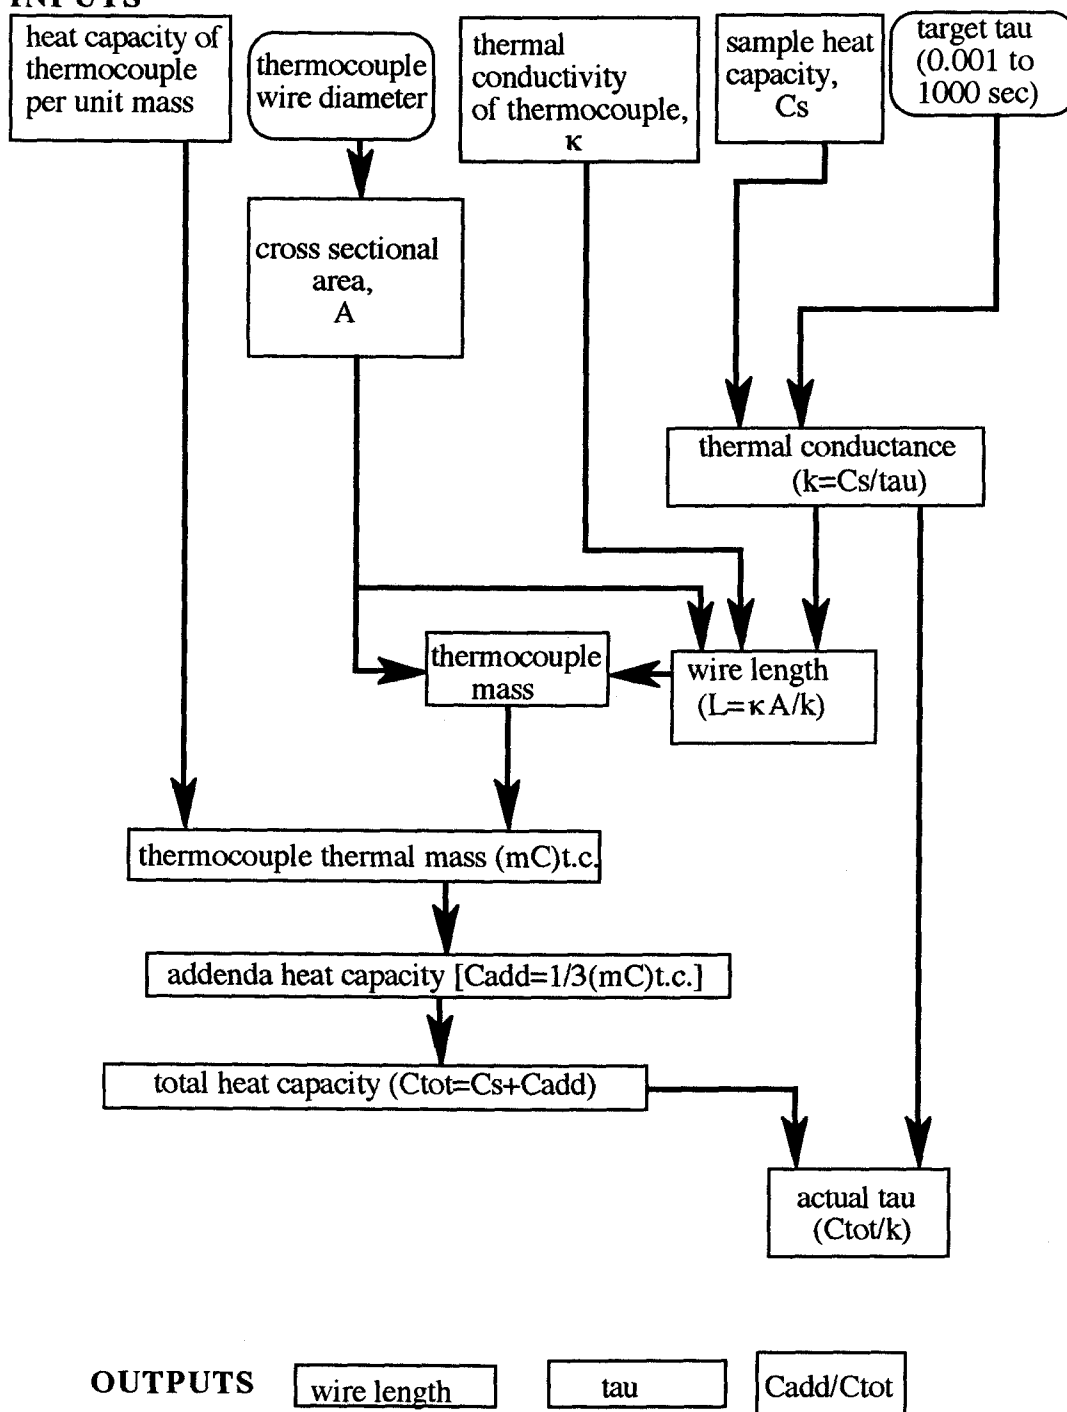 INPUTS
heat capacity of
thermocouple
per unit mass
thermocouple
wire diameter
thermal
conductivity
of thermocouple,
κ
sample heat
capacity,
Cs
target tau
(0.001 to
1000 sec)
cross sectional
area,
A
thermal conductance
(k=Cs/tau)
thermocouple
mass
wire length
(L=κA/k)
thermocouple thermal mass (mC)t.c.
addenda heat capacity [Cadd=1/3(mC)t.c.]
total heat capacity (Ctot=Cs+Cadd)
actual tau
(Ctot/k)
OUTPUTS
wire length
tau
Cadd/Ctot